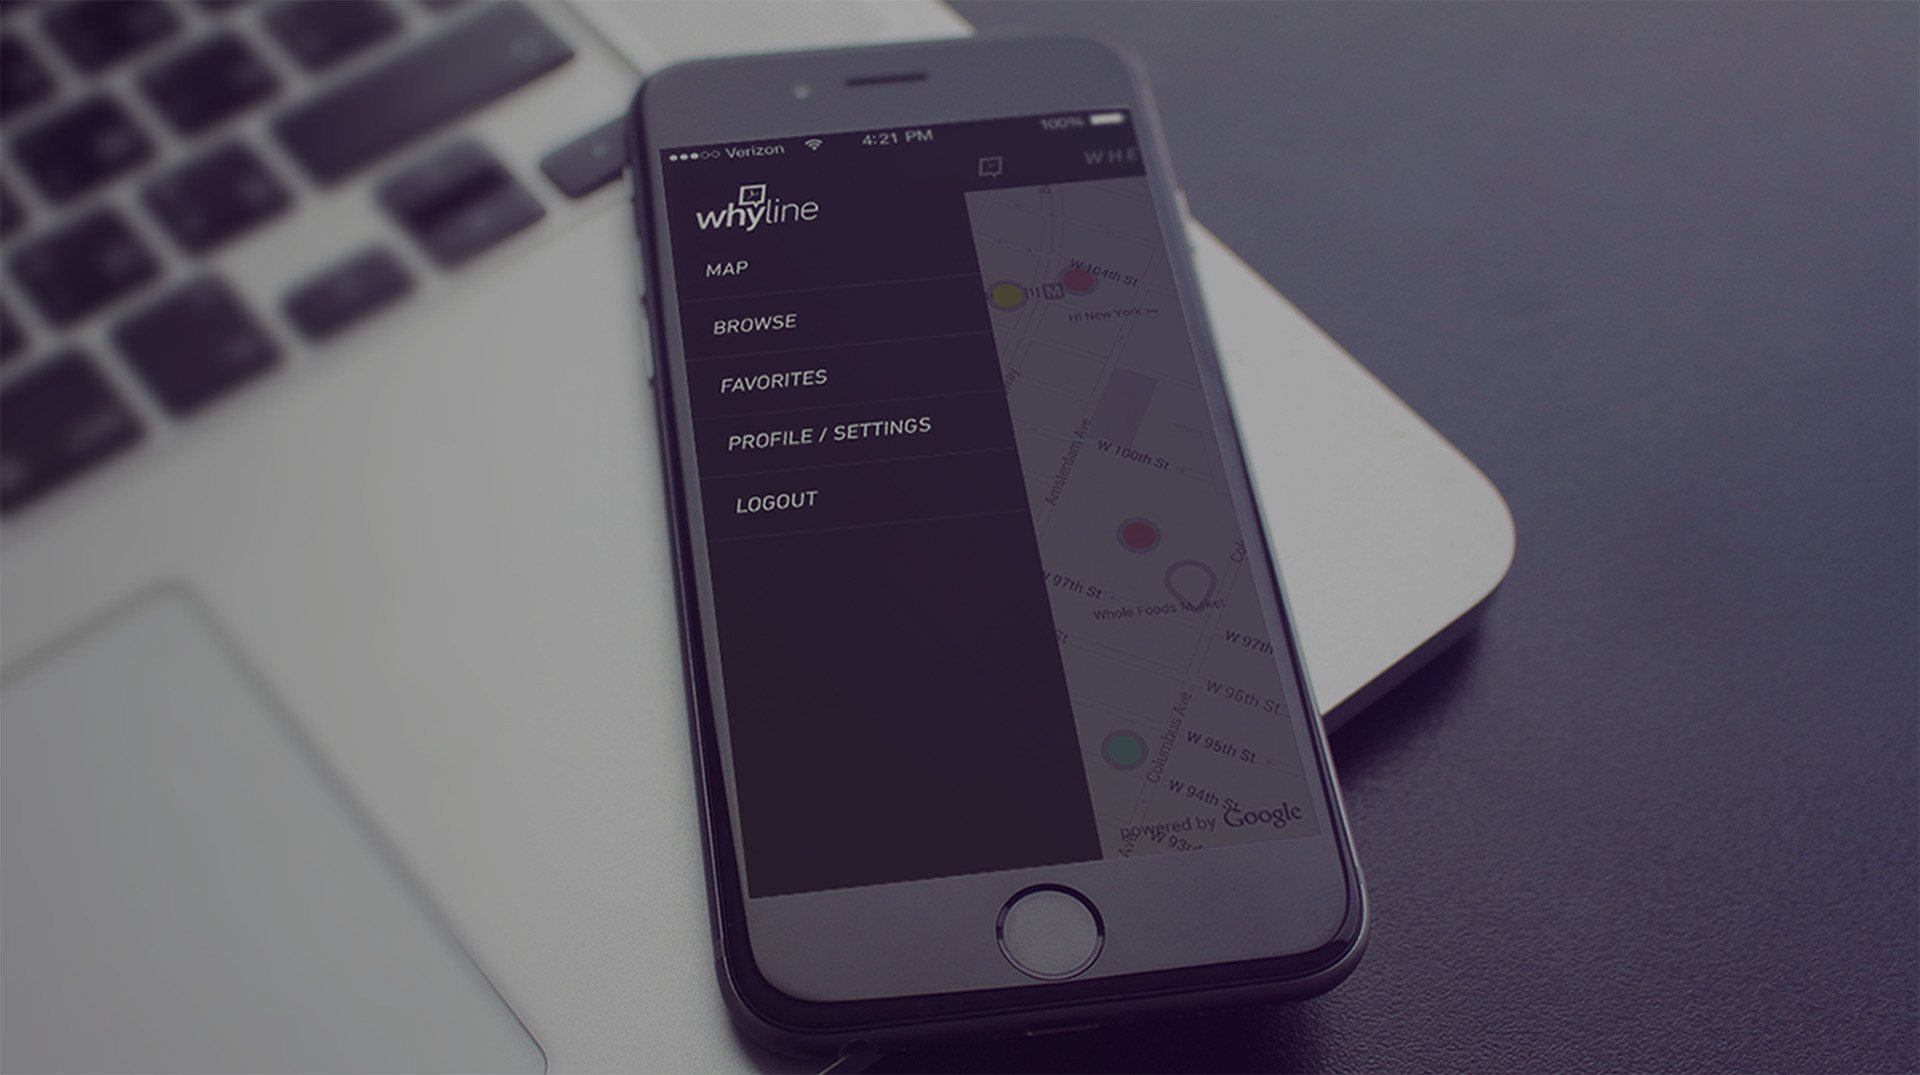 Verizon 4:21 PM 100%
WHE
whyline
MAP
BROWSE
FAVORITES
PROFILE / SETTINGS
LOGOUT
W 104th St
M
HI New York
Amsterdam Ave
W 100th St
W 97th St
Whole Foods Market
W 97th
W 96th St
Columbus Ave
W 95th St
W 94th St
powered by Google
W 93rd